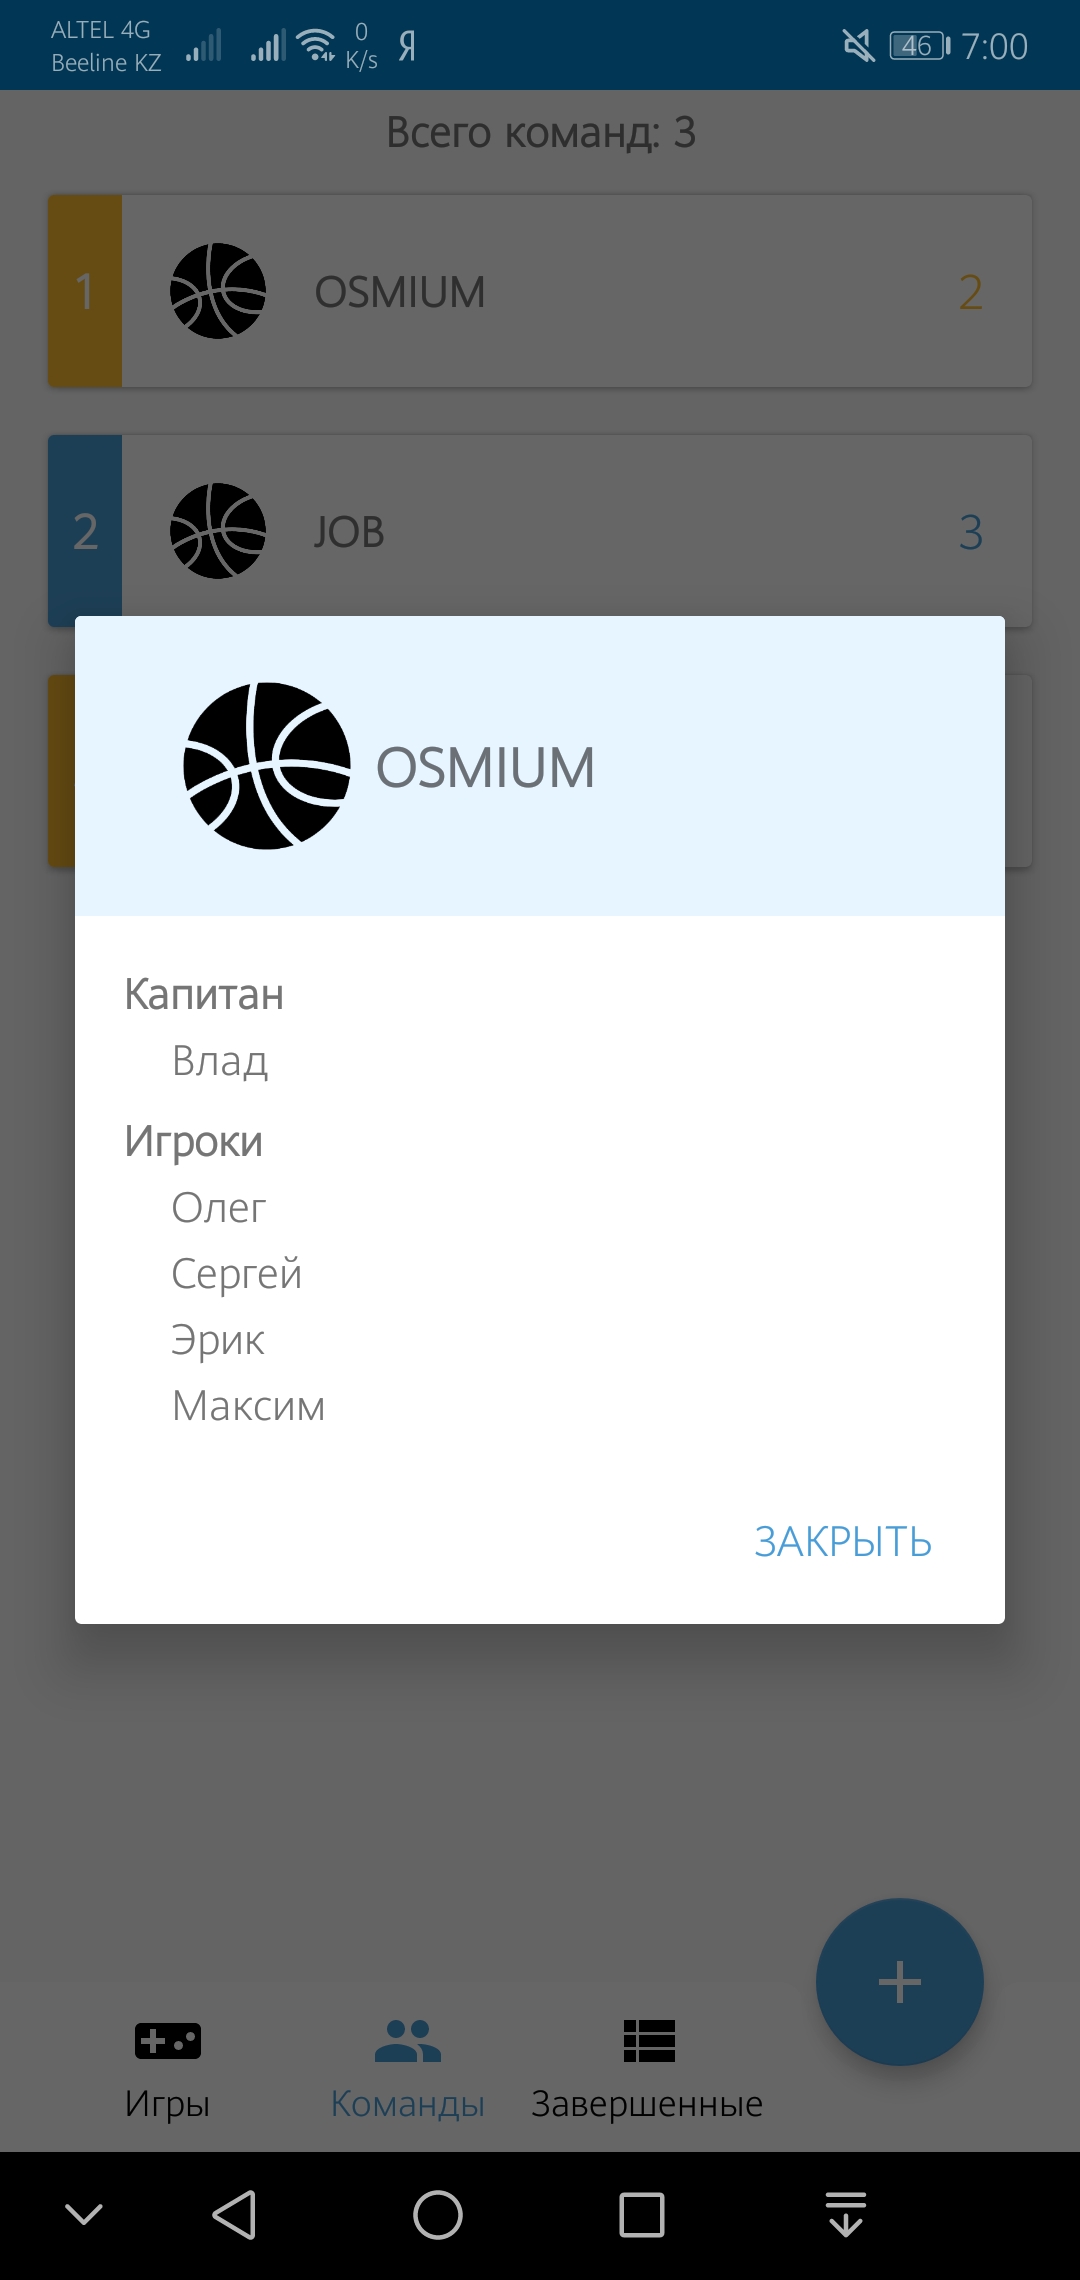 ALTEL 4G
Beeline KZ
0
K/s
Я
46
7:00
Всего команд: 3
1
OSMIUM
2
2
JOB
3
OSMIUM
Капитан
Влад
Игроки
Олег
Сергей
Эрик
Максим
ЗАКРЫТЬ
Игры
Команды
Завершенные